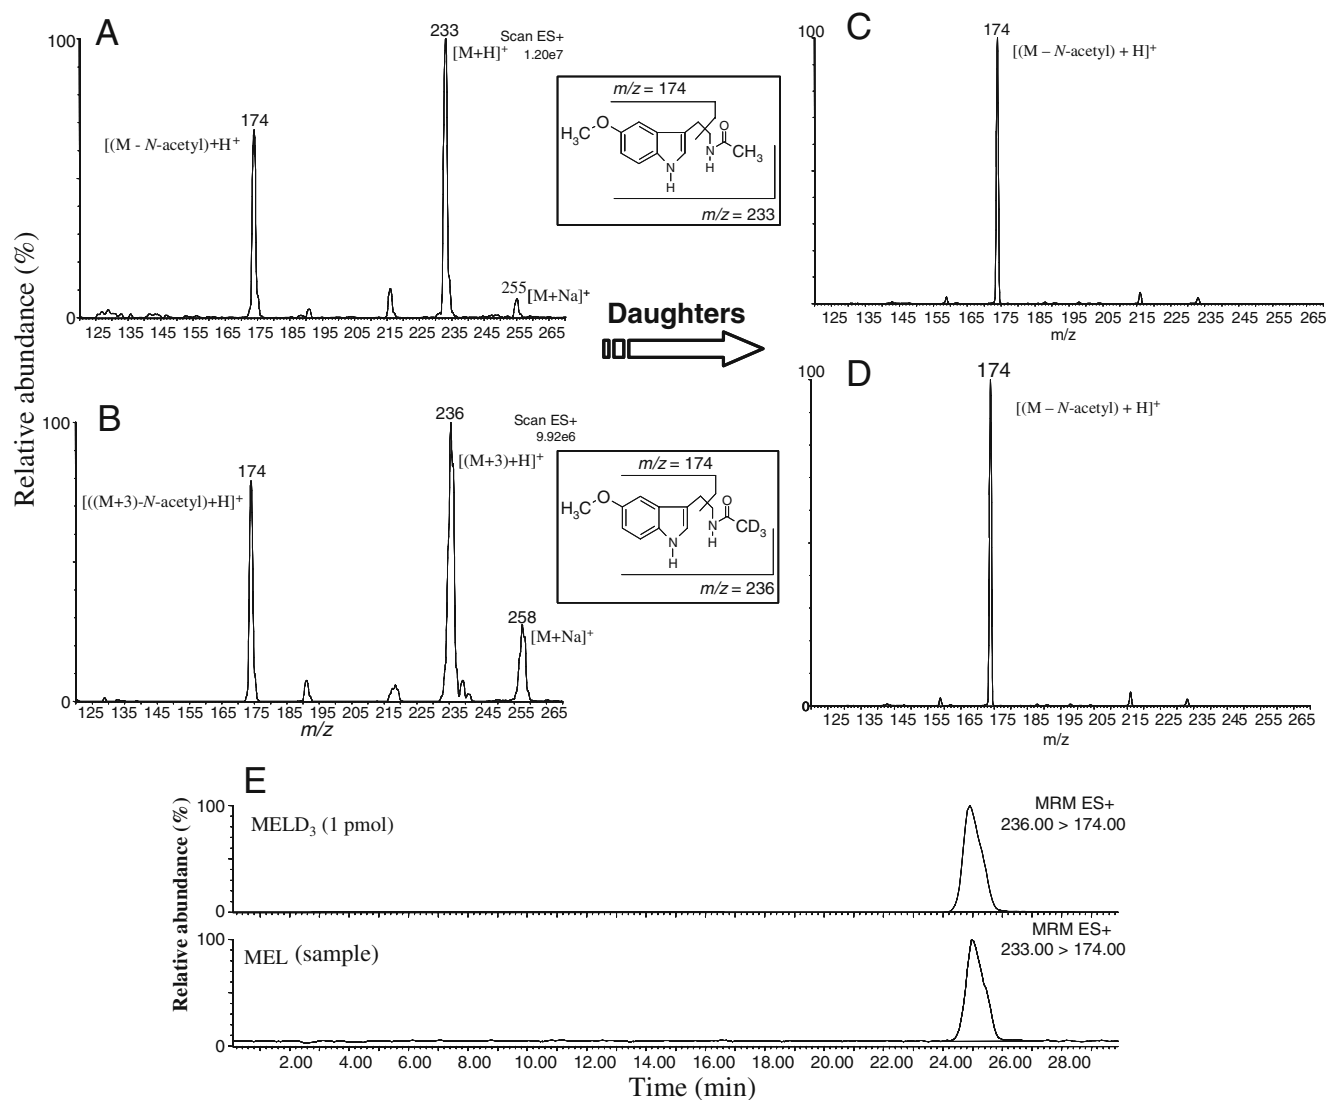 A
100
233
Scan ES+
1.20e7
[M+H]+
174
[(M - N-acetyl)+H+
255
[M+Na]+
0
125 135 145 155 165 175 185 195 205 215 225 235 245 255 265
Relative abundance (%)
m/z = 174
H3C
O
O
N
H
N
H
CH3
m/z = 233
Daughters
C
100
174
[(M – N-acetyl) + H]+
125 135 145 155 165 175 185 195 205 215 225 235 245 255 265
m/z
B
100
236
Scan ES+
9.92e6
[(M+3)+H]+
174
[((M+3)-N-acetyl)+H]+
258
[M+Na]+
0
125 135 145 155 165 175 185 195 205 215 225 235 245 255 265
m/z
m/z = 174
H3C
O
O
N
H
N
H
CD3
m/z = 236
D
100
174
[(M – N-acetyl) + H]+
0
125 135 145 155 165 175 185 195 205 215 225 235 245 255 265
m/z
E
Relative abundance (%)
100
MELD3 (1 pmol)
MRM ES+
236.00 > 174.00
0
100
MEL (sample)
MRM ES+
233.00 > 174.00
0
2.00 4.00 6.00 8.00 10.00 12.00 14.00 16.00 18.00 20.00 22.00 24.00 26.00 28.00
Time (min)